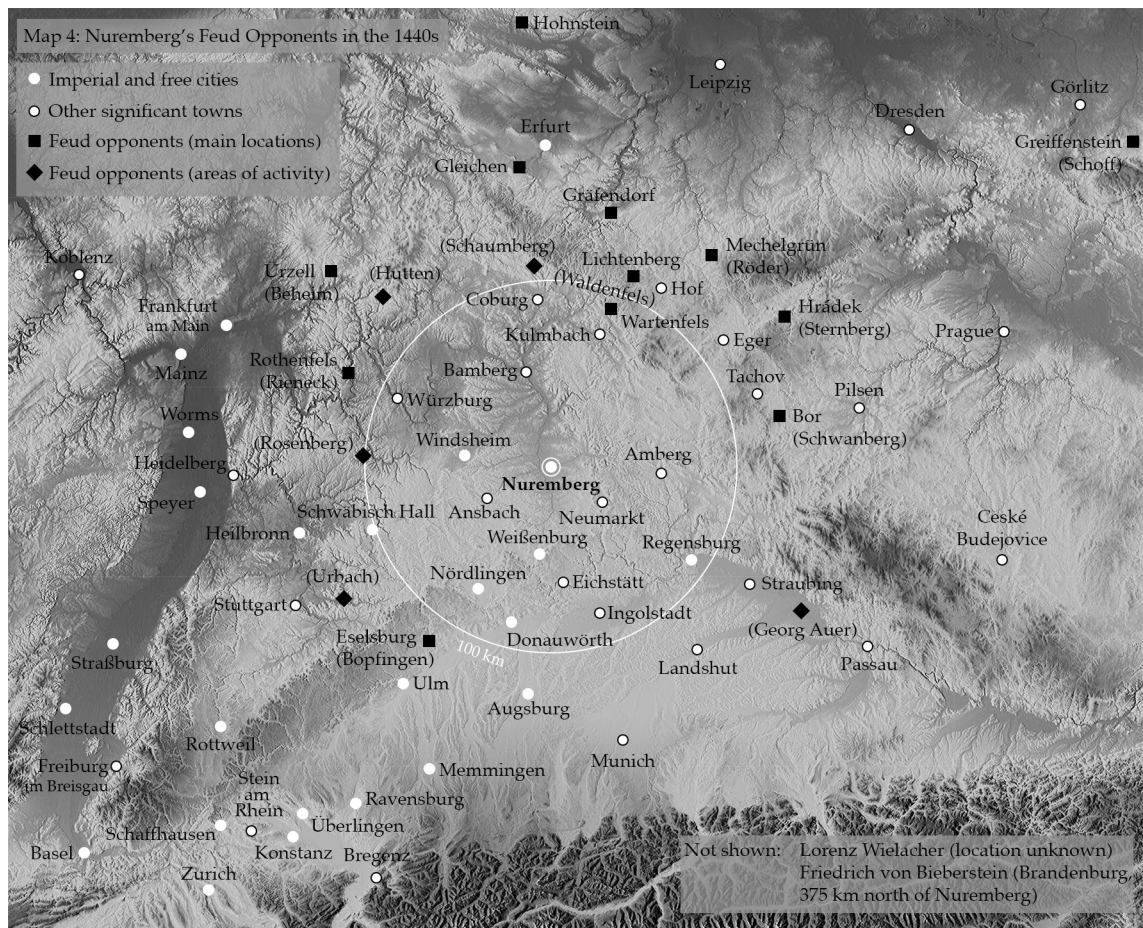 Hohnstein
Map 4: Nuremberg's Feud Opponents in the 1440s
Imperial and free cities
Other significant towns
Feud opponents (main locations)
Feud opponents (areas of activity)
Leipzig
Görlitz
Dresden
Erfurt
Greiffenstein
(Schoff)
Gleichen
Gräfendorf
Koblenz
(Schaumberg)
Mechelgrün
(Röder)
Lichtenberg
(Waldenfels)
Ürzell
(Beheim)
(Hutten)
Hof
Coburg
Frankfurt
am Main
Wartenfels
Hrádek
(Sternberg)
Kulmbach
Eger
Prague
Mainz
Rothenfels
(Rieneck)
Bamberg
Tachov
Pilsen
Würzburg
Worms
Bor
(Schwanberg)
(Rosenberg)
Windsheim
Heidelberg
Amberg
Nuremberg
Speyer
Ansbach
Neumarkt
Schwäbisch Hall
Heilbronn
Weißenburg
Regensburg
Ceské
Budejovice
(Urbach)
Nördlingen
Eichstätt
Straubing
Stuttgart
Ingolstadt
(Georg Auer)
Eselsburg
(Bopfingen)
Donauwörth
100 km
Straßburg
Landshut
Passau
Ulm
Augsburg
Schlettstadt
Rottweil
Munich
Freiburg
im Breisgau
Memmingen
Stein
am
Rhein
Ravensburg
Überlingen
Schaffhausen
Konstanz
Basel
Bregenz
Zurich
Not shown: Lorenz Wielacher (location unknown)
Friedrich von Bieberstein (Brandenburg,
375 km north of Nuremberg)